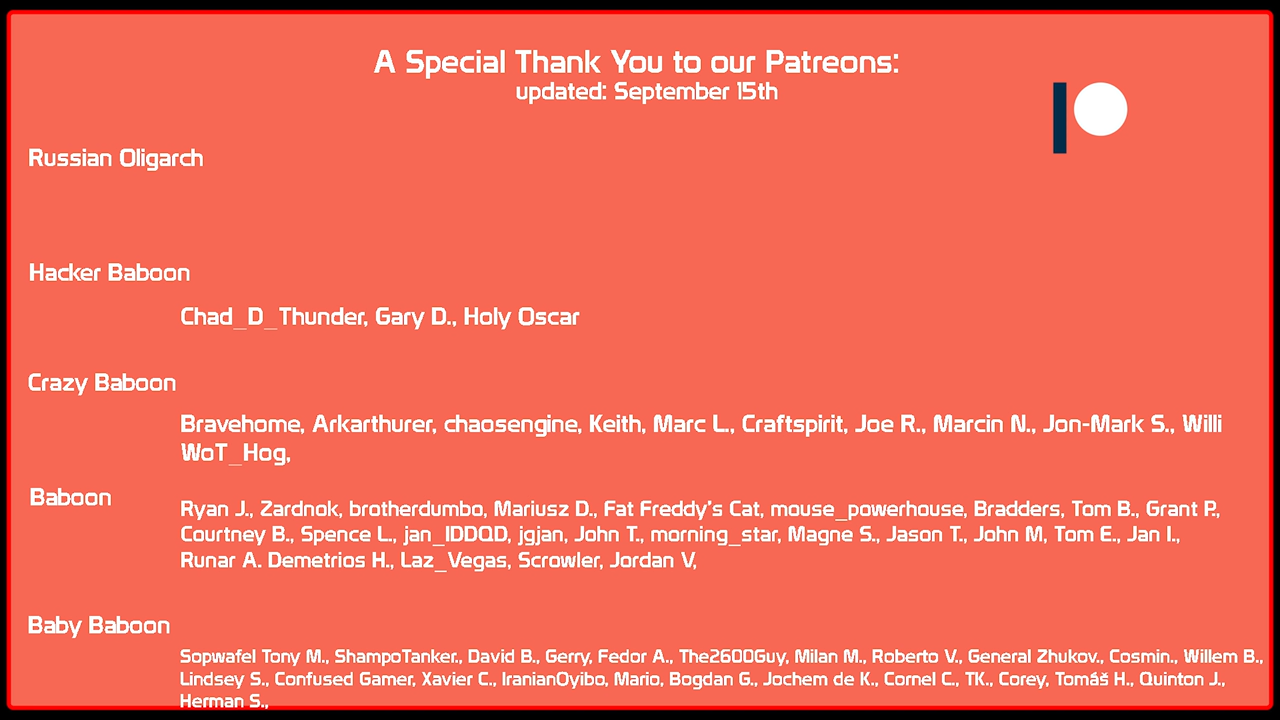 A Special Thank You to our Patreons:
updated: September 15th
Russian Oligarch
Hacker Baboon
Chad_D_Thunder, Gary D., Holy Oscar
Crazy Baboon
Bravehome, Arkarthurer, chaosengine, Keith, Marc L., Craftspirit, Joe R., Marcin N., Jon-Mark S., Willi
WoT_Hog,
Baboon
Ryan J., Zardnok, brotherdumbo, Mariusz D., Fat Freddy's Cat, mouse_powerhouse, Bradders, Tom B., Grant P.,
Courtney B., Spence L., jan_IDDQD, jgjan, John T., morning_star, Magne S., Jason T., John M, Tom E., Jan I.,
Runar A. Demetrios H., Laz_Vegas, Scrowler, Jordan V,
Baby Baboon
Sopwafel Tony M., ShampoTanker., David B., Gerry, Fedor A., The2600Guy, Milan M., Roberto V., General Zhukov., Cosmin., Willem B.,
Lindsey S., Confused Gamer, Xavier C., IranianOyibo, Mario, Bogdan G., Jochem de K., Cornel C., TK., Corey, Tomáš H., Quinton J.,
Herman S.,